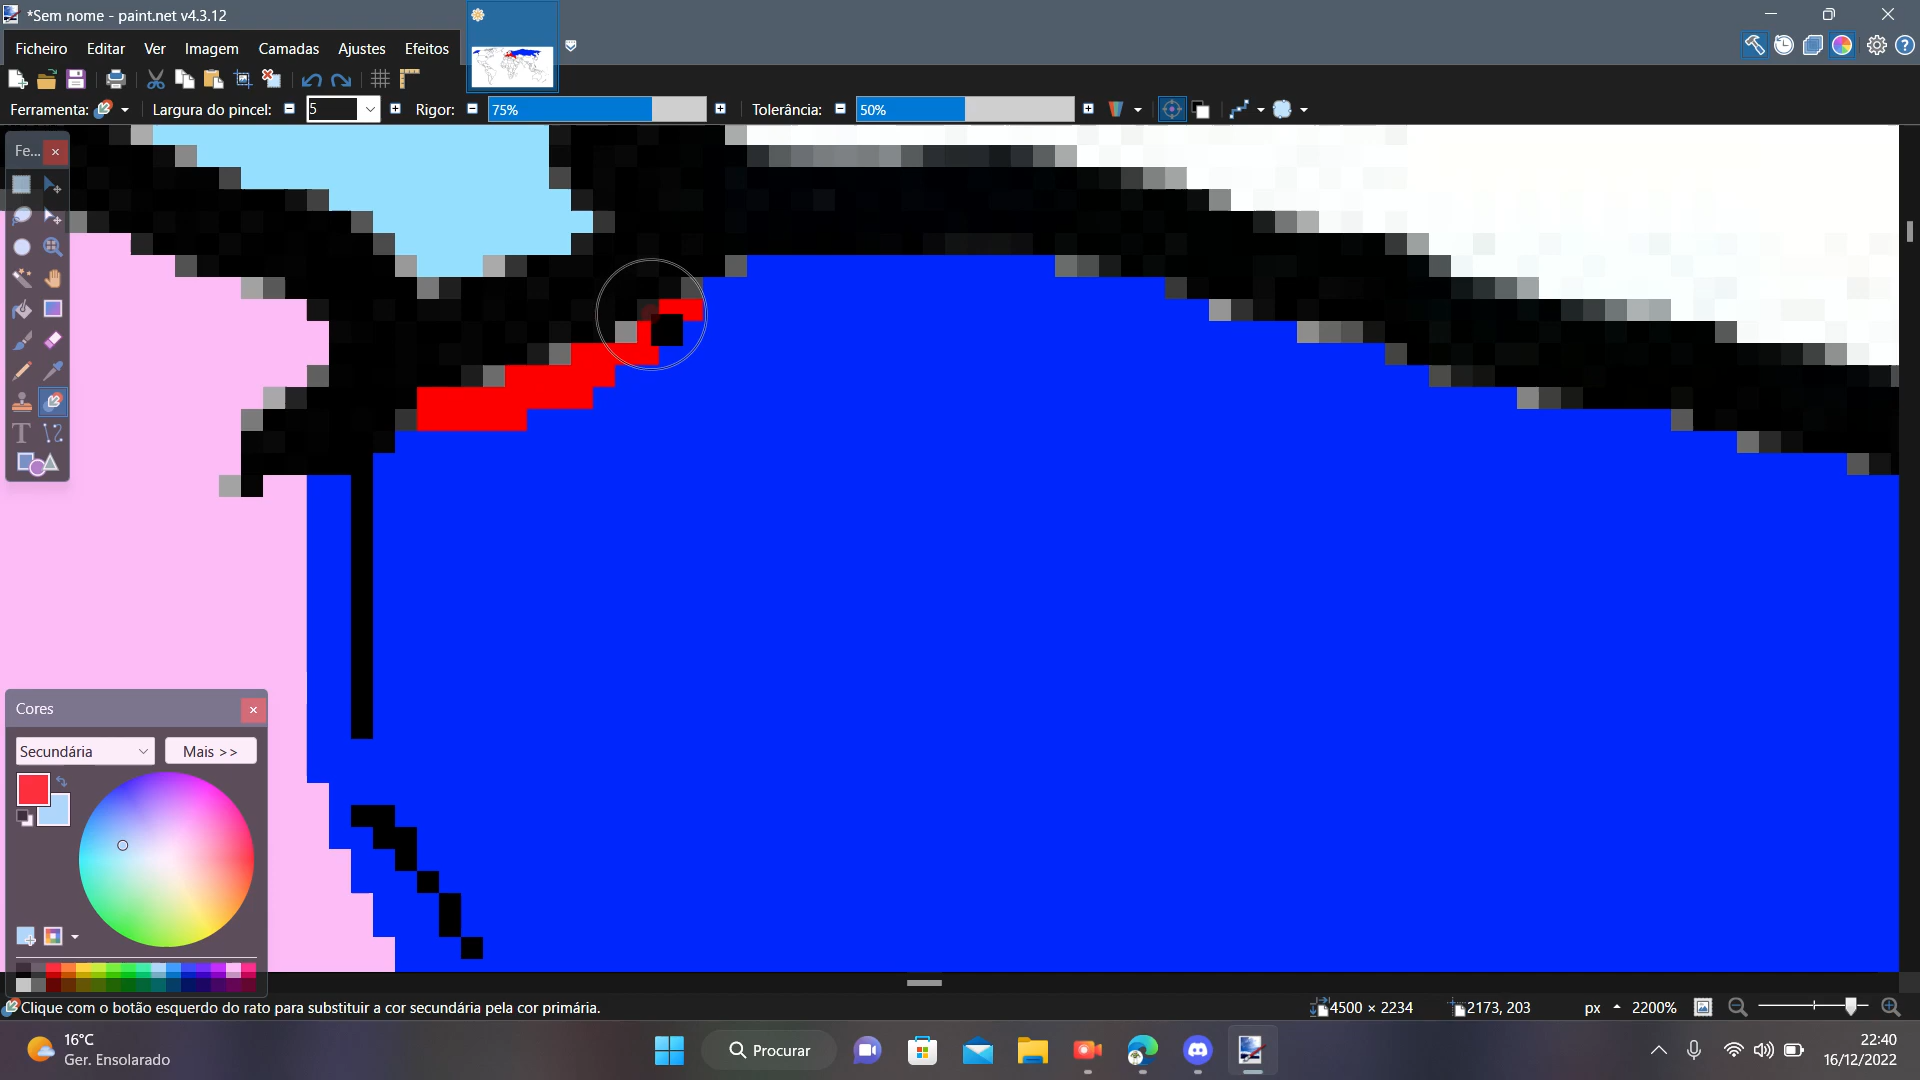 *Sem nome - paint.net v4.3.12
Ficheiro Editar Ver Imagem Camadas Ajustes Efeitos
Ferramenta: Largura do pincel: 5 Rigor: 75% Tolerância: 50%
Fe...
T
Cores
Secundária Mais >>
Clique com o botão esquerdo do rato para substituir a cor secundária pela cor primária. 4500 × 2234 2173, 203 px 2200%
16°C
Ger. Ensolarado
Procurar
22:40
16/12/2022